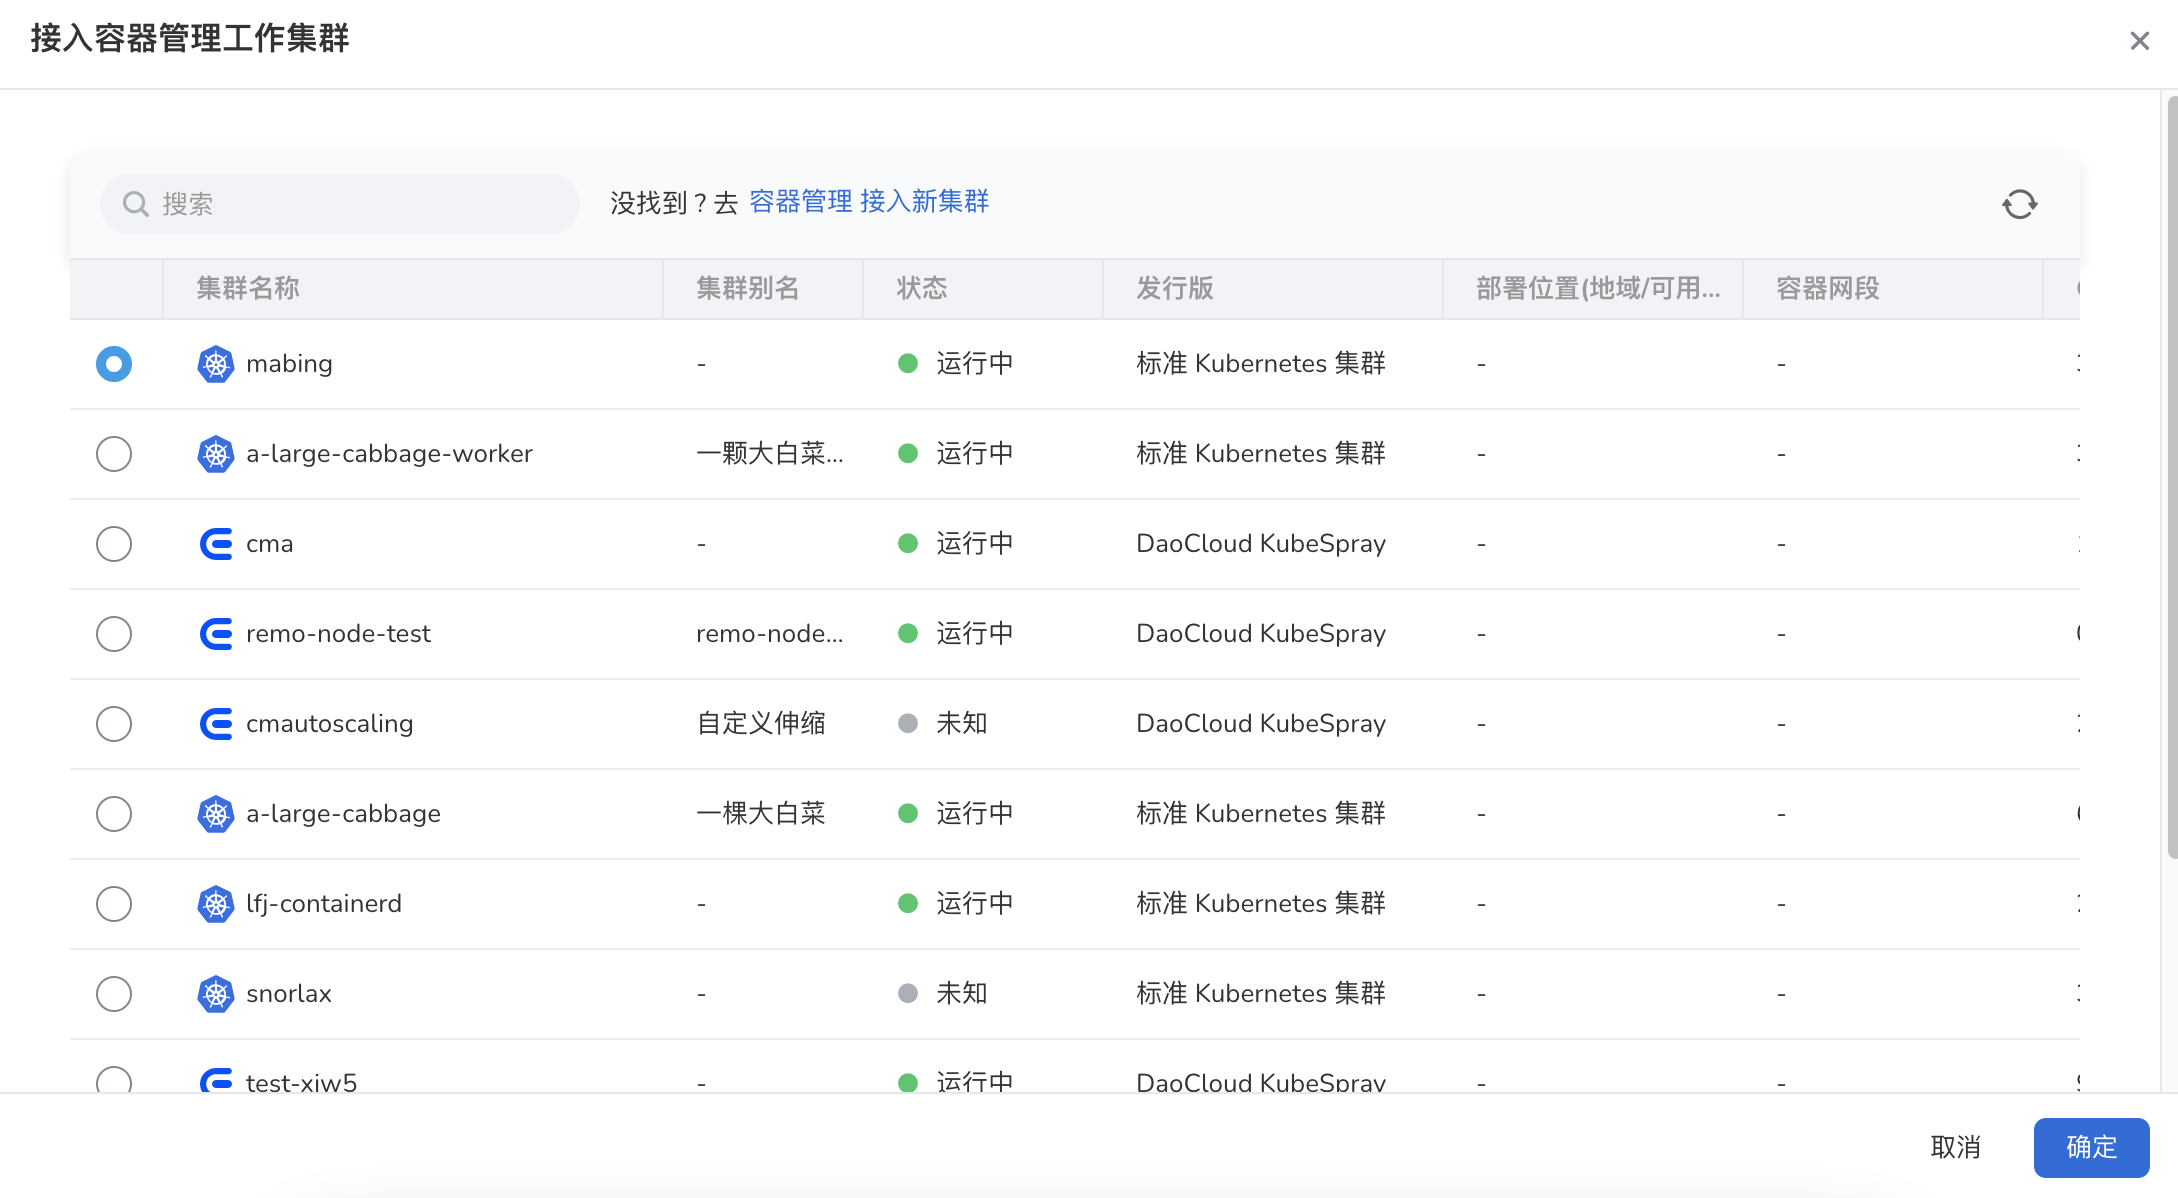 接入容器管理工作集群
搜索 没找到？去 容器管理 接入新集群
集群名称 集群别名 状态 发行版 部署位置(地域/可用... 容器网段
mabing - 运行中 标准 Kubernetes 集群 - -
a-large-cabbage-worker 一颗大白菜... 运行中 标准 Kubernetes 集群 - -
cma - 运行中 DaoCloud KubeSpray - -
remo-node-test remo-node... 运行中 DaoCloud KubeSpray - -
cmautoscaling 自定义伸缩 未知 DaoCloud KubeSpray - -
a-large-cabbage 一棵大白菜 运行中 标准 Kubernetes 集群 - -
lfj-containerd - 运行中 标准 Kubernetes 集群 - -
snorlax - 未知 标准 Kubernetes 集群 - -
test-xiw5 - 运行中 DaoCloud KubeSpray - -
取消 确定